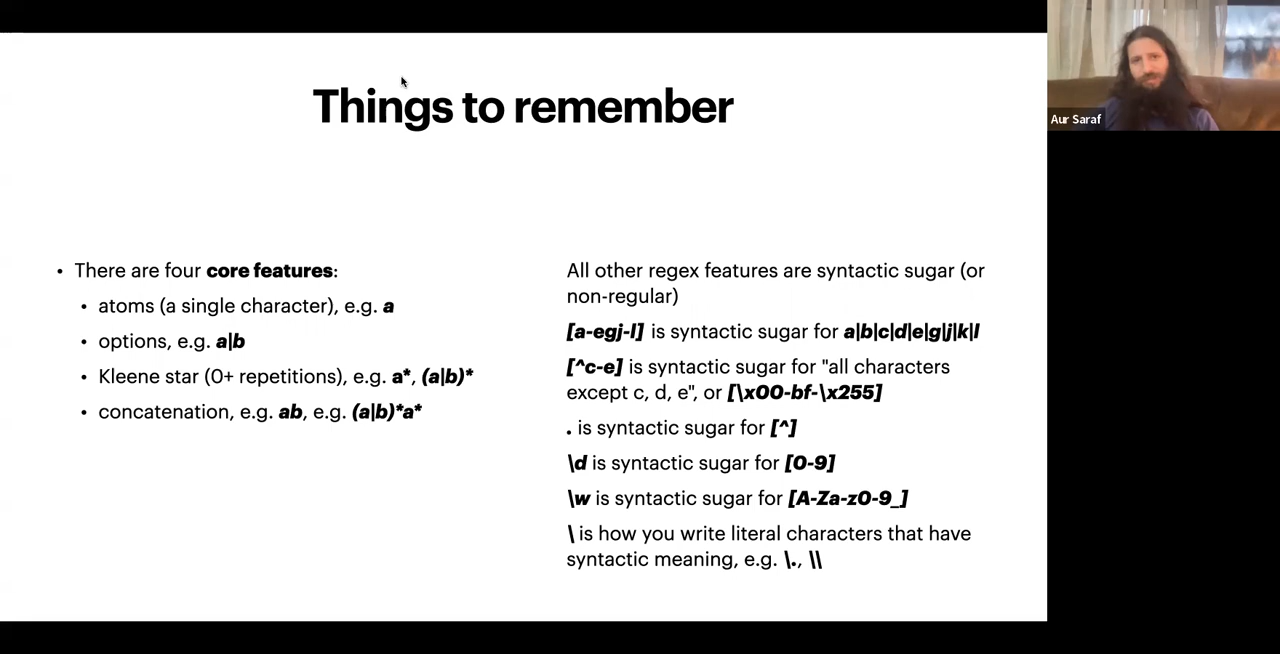 Things to remember
• There are four core features:
• atoms (a single character), e.g. a
• options, e.g. a|b
• Kleene star (0+ repetitions), e.g. a*, (a|b)*
• concatenation, e.g. ab, e.g. (a|b)*a*
All other regex features are syntactic sugar (or
non-regular)
[a-egj-l] is syntactic sugar for a|b|c|d|e|g|j|k|l
[^c-e] is syntactic sugar for "all characters
except c, d, e", or [\x00-bf-\x255]
. is syntactic sugar for [^]
\d is syntactic sugar for [0-9]
\w is syntactic sugar for [A-Za-z0-9_]
\ is how you write literal characters that have
syntactic meaning, e.g. \., \\
Aur Saraf